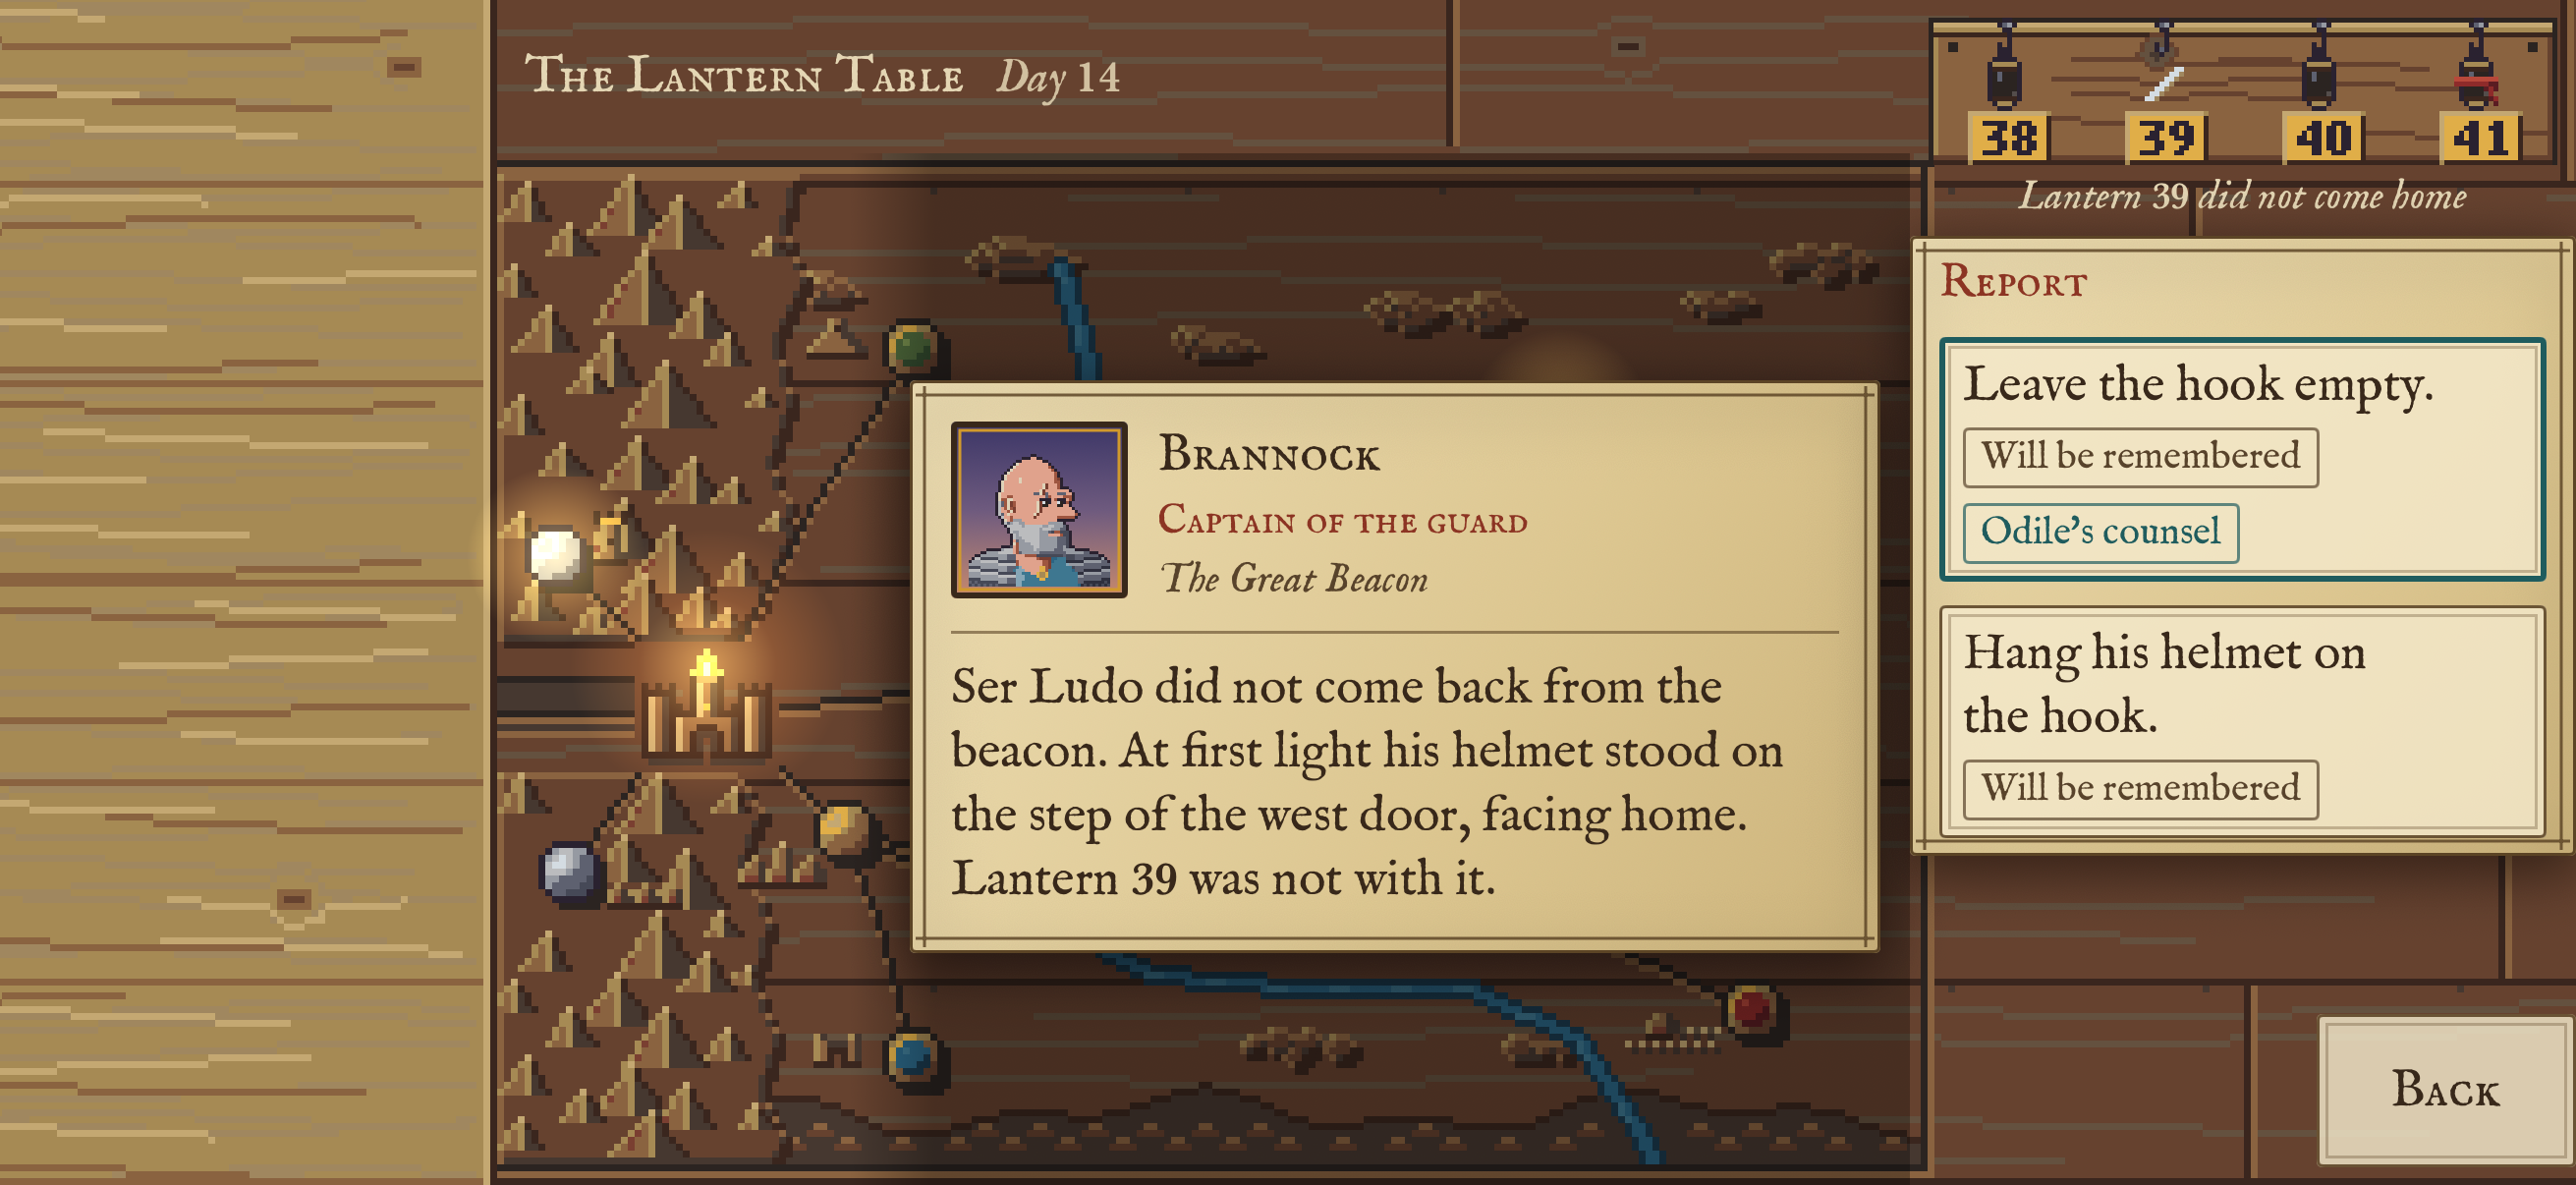 The Lantern Table Day 14
38 39 40 41
Lantern 39 did not come home
Brannock
Captain of the guard
The Great Beacon
Ser Ludo did not come back from the
beacon. At first light his helmet stood on
the step of the west door, facing home.
Lantern 39 was not with it.
Report
Leave the hook empty.
Will be remembered
Odile's counsel
Hang his helmet on
the hook.
Will be remembered
Back